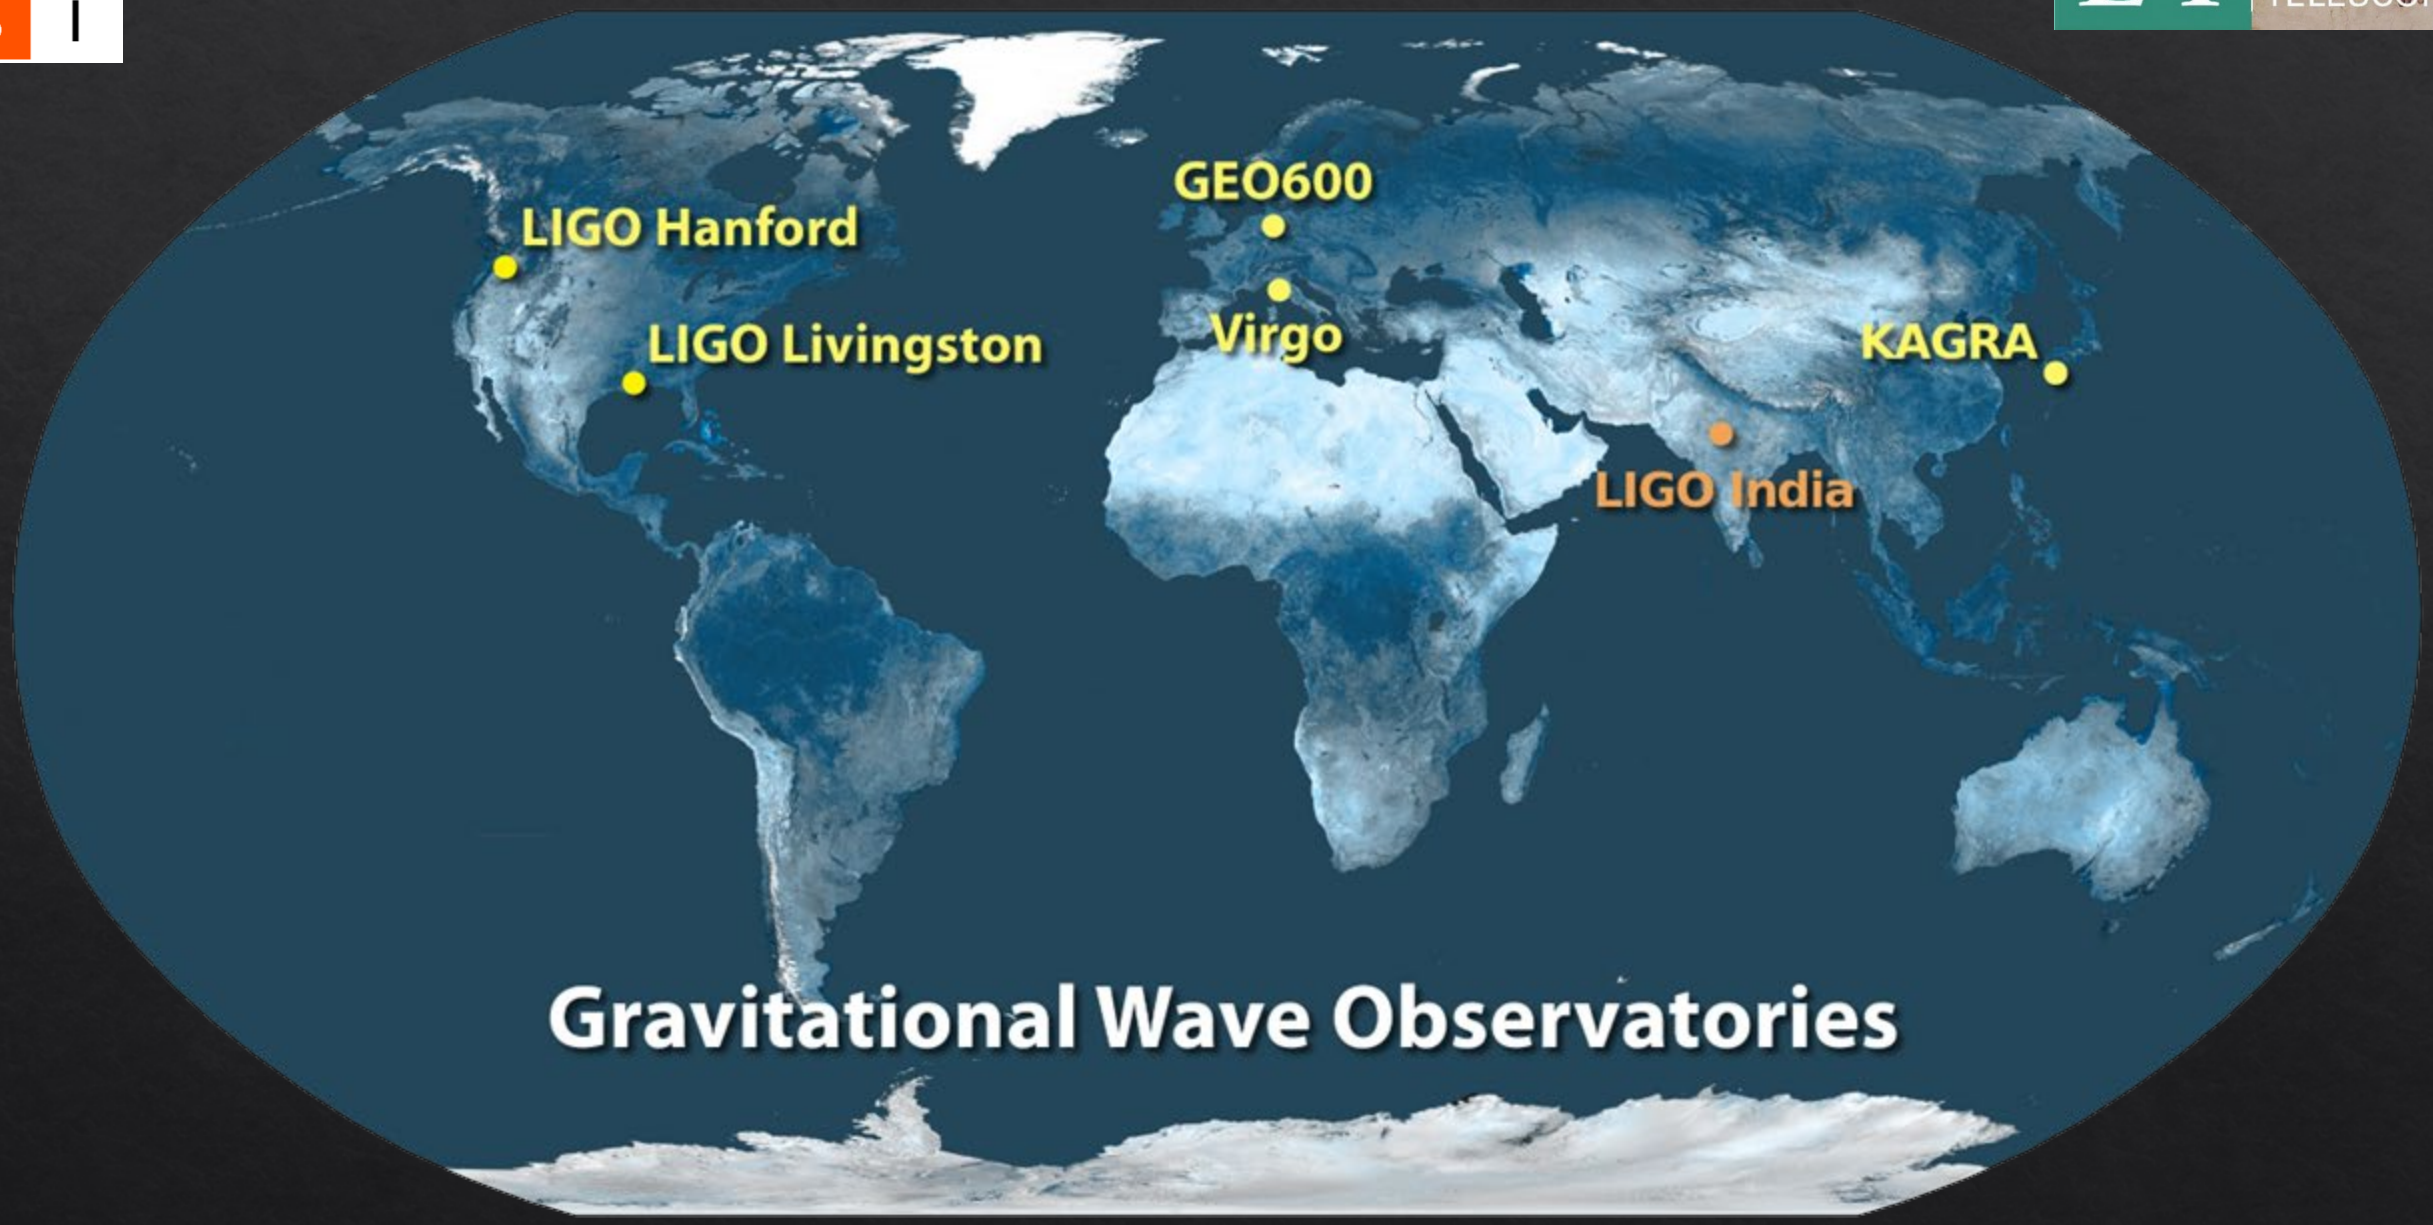 I
GEO600
LIGO Hanford
Virgo
LIGO Livingston
KAGRA
LIGO India
Gravitational Wave Observatories